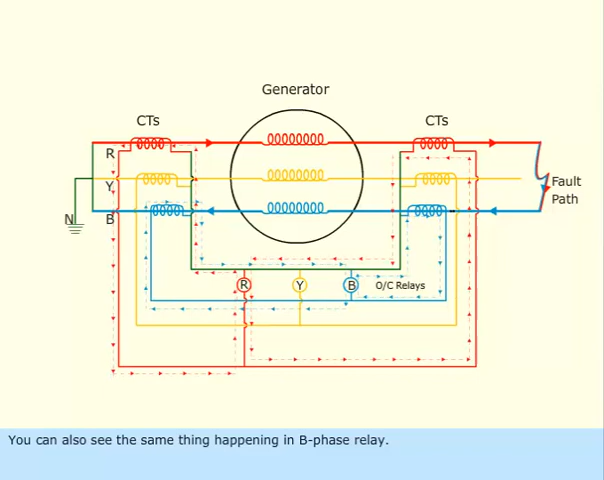 Generator
CTs
CTs
R
Y
B
N
Fault
Path
R
Y
B
O/C Relays
You can also see the same thing happening in B-phase relay.